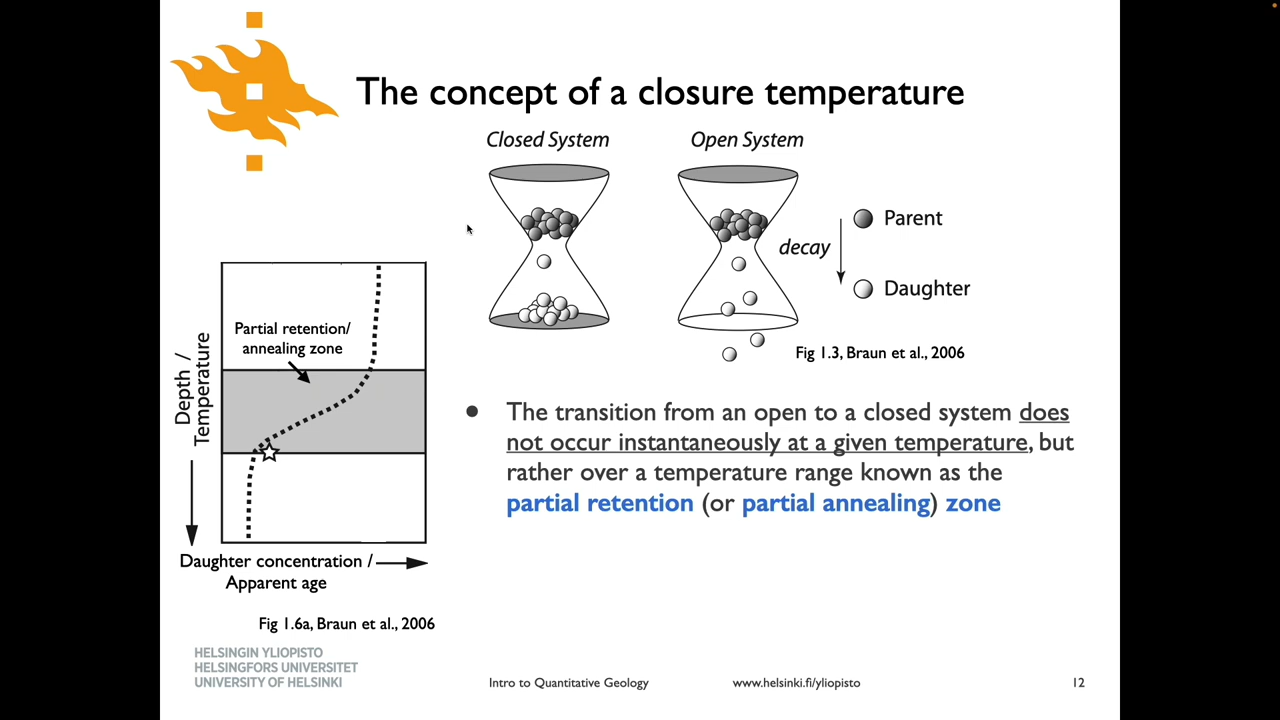 The concept of a closure temperature
Closed System
Open System
Parent
decay
Daughter
Fig 1.3, Braun et al., 2006
Partial retention/
annealing zone
Depth /
Temperature
Daughter concentration /
Apparent age
Fig 1.6a, Braun et al., 2006
• The transition from an open to a closed system does
not occur instantaneously at a given temperature, but
rather over a temperature range known as the
partial retention (or partial annealing) zone
HELSINGIN YLIOPISTO
HELSINGFORS UNIVERSITET
UNIVERSITY OF HELSINKI
Intro to Quantitative Geology
www.helsinki.fi/yliopisto
12